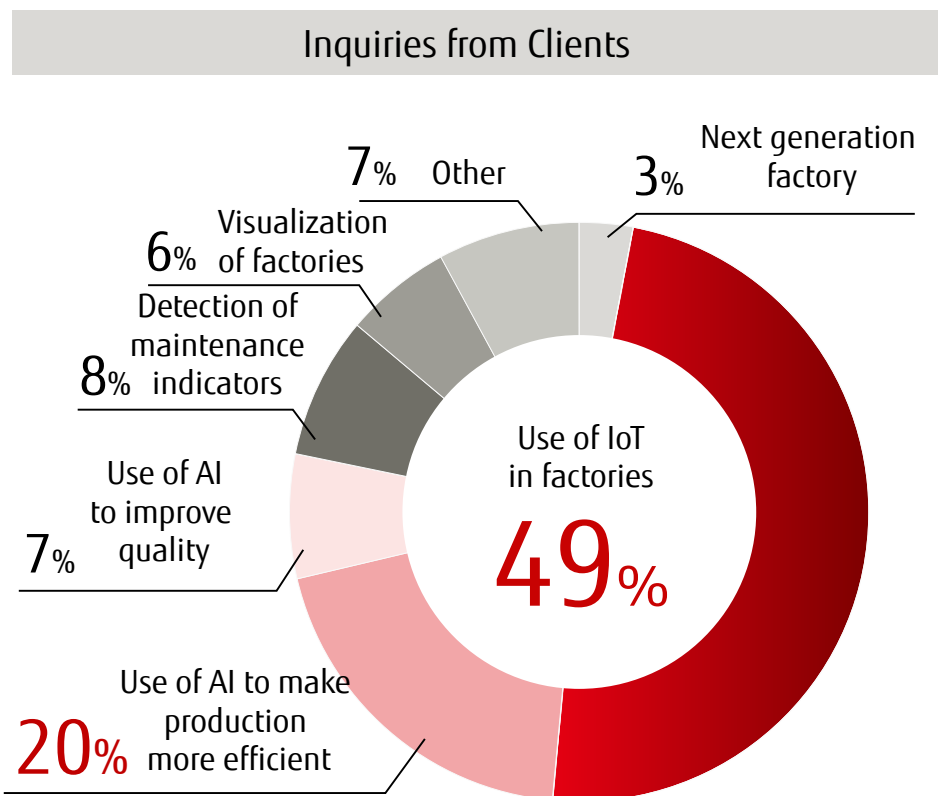 Inquiries from Clients
Next generation
factory
3%
7% Other
Visualization
of factories
6%
Detection of
maintenance
indicators
8%
Use of AI
to improve
quality
7%
Use of AI to make
production
more efficient
20%
Use of IoT
in factories
49%